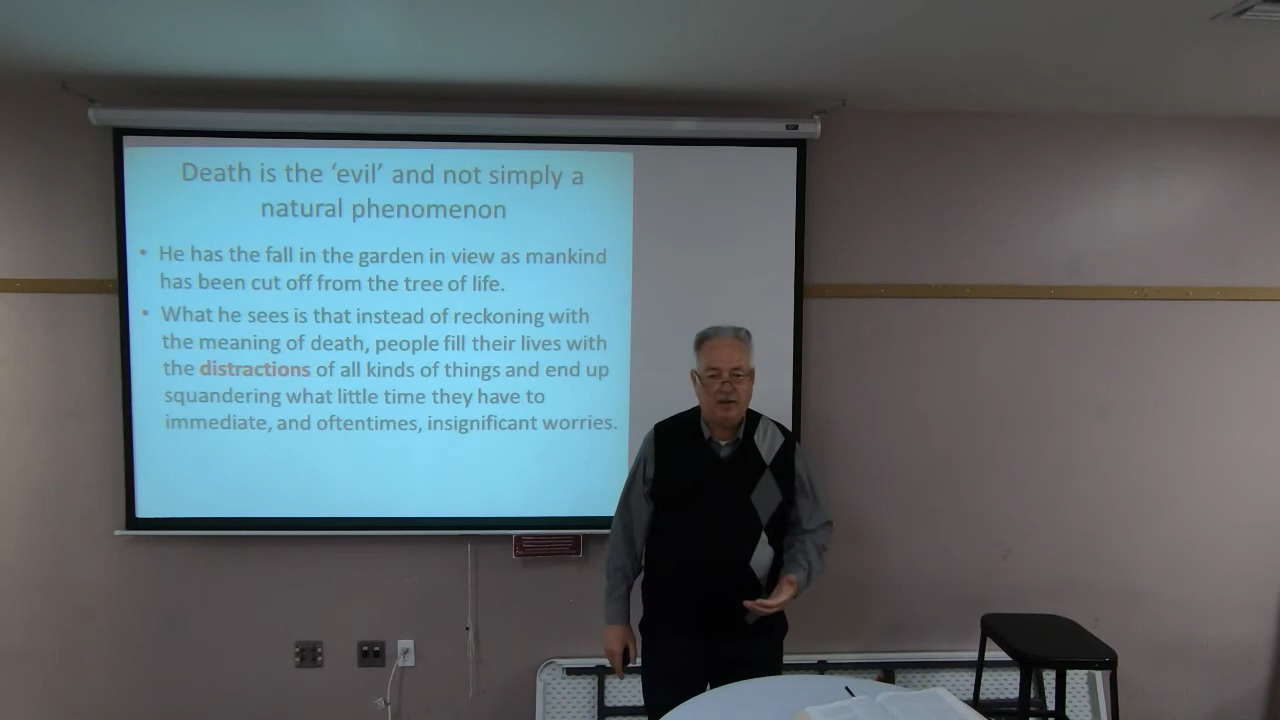 Death is the ‘evil’ and not simply a
natural phenomenon
• He has the fall in the garden in view as mankind
has been cut off from the tree of life.
• What he sees is that instead of reckoning with
the meaning of death, people fill their lives with
the distractions of all kinds of things and end up
squandering what little time they have to
immediate, and oftentimes, insignificant worries.